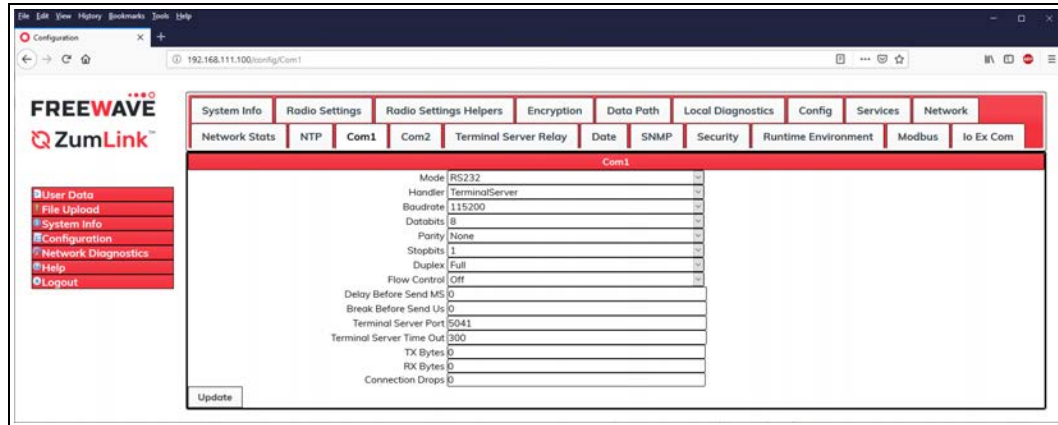 File Edit View History Bookmarks Tools Help
Configuration
192.168.111.100/config/Com1
FREEWAVE
ZumLink™
System Info Radio Settings Radio Settings Helpers Encryption Data Path Local Diagnostics Config Services Network
Network Stats NTP Com1 Com2 Terminal Server Relay Date SNMP Security Runtime Environment Modbus Io Ex Com
User Data
File Upload
System Info
Configuration
Network Diagnostics
Help
Logout
Com1
Mode RS232
Handler TerminalServer
Baudrate 115200
Databits 8
Parity None
Stopbits 1
Duplex Full
Flow Control Off
Delay Before Send MS 0
Break Before Send Us 0
Terminal Server Port 5041
Terminal Server Time Out 300
TX Bytes 0
RX Bytes 0
Connection Drops 0
Update